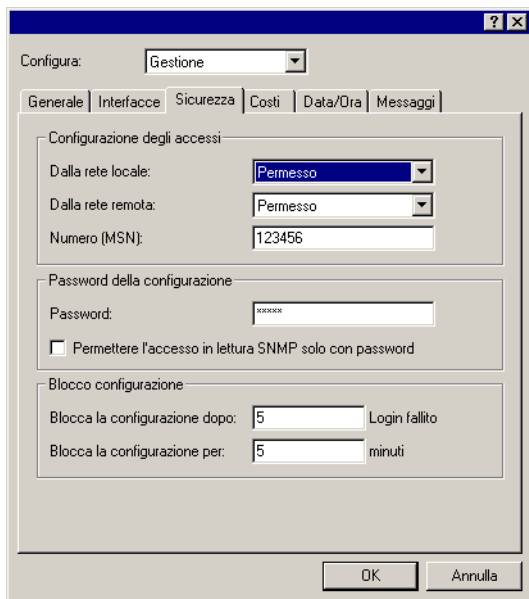 Configura: Gestione
Generale Interfacce Sicurezza Costi Data/Ora Messaggi
Configurazione degli accessi
Dalla rete locale: Permesso
Dalla rete remota: Permesso
Numero (MSN): 123456
Password della configurazione
Password: xxxxx
Permettere l'accesso in lettura SNMP solo con password
Blocco configurazione
Blocca la configurazione dopo: 5 Login fallito
Blocca la configurazione per: 5 minuti
OK Annulla